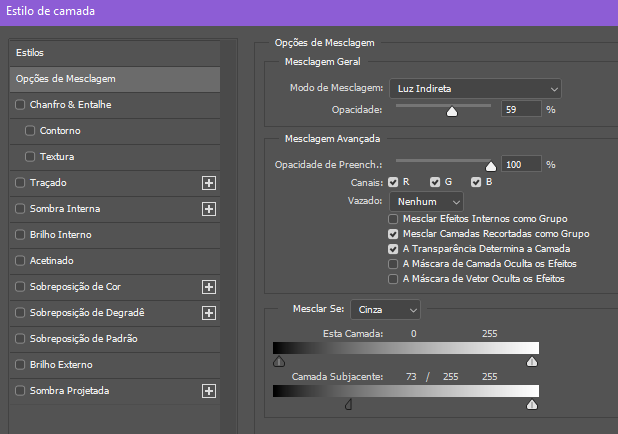 Estilo de camada
Estilos
Opções de Mesclagem
Chanfro & Entalhe
Contorno
Textura
Traçado
Sombra Interna
Brilho Interno
Acetinado
Sobreposição de Cor
Sobreposição de Degradê
Sobreposição de Padrão
Brilho Externo
Sombra Projetada
Opções de Mesclagem
Mesclagem Geral
Modo de Mesclagem: Luz Indireta
Opacidade: 59 %
Mesclagem Avançada
Opacidade de Preench.: 100 %
Canais: R G B
Vazado: Nenhum
Mesclar Efeitos Internos como Grupo
Mesclar Camadas Recortadas como Grupo
A Transparência Determina a Camada
A Máscara de Camada Oculta os Efeitos
A Máscara de Vetor Oculta os Efeitos
Mesclar Se: Cinza
Esta Camada: 0 255
Camada Subjacente: 73 / 255 255